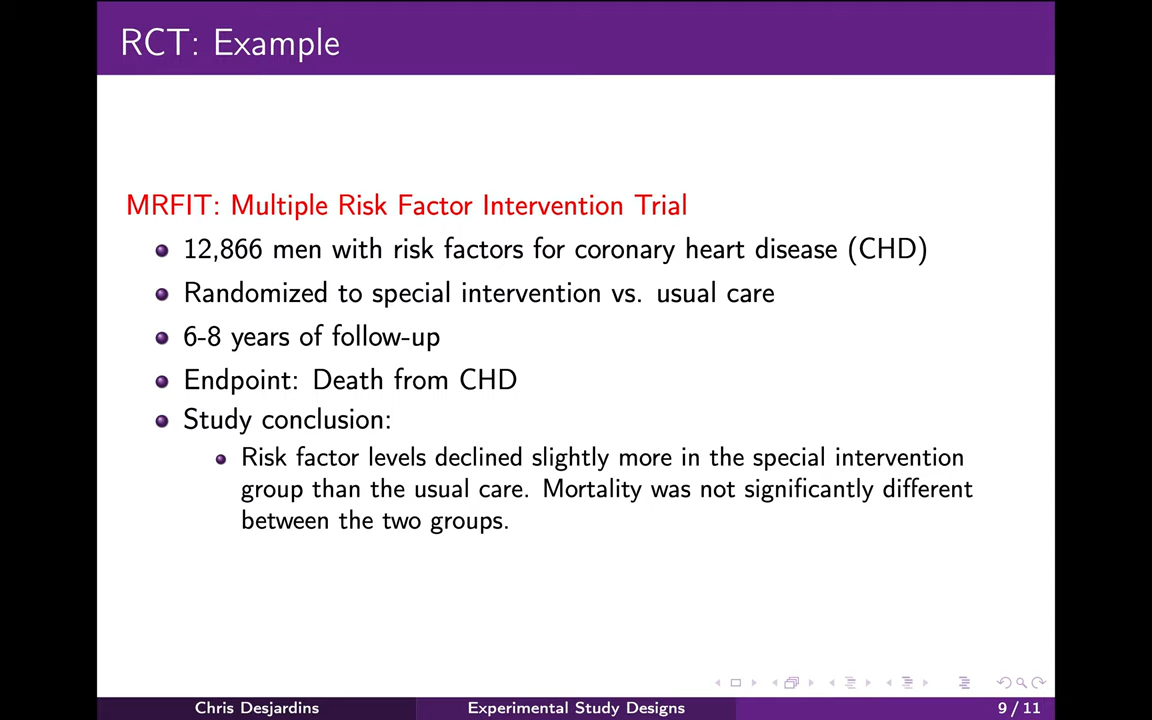 RCT: Example
MRFIT: Multiple Risk Factor Intervention Trial
12,866 men with risk factors for coronary heart disease (CHD)
Randomized to special intervention vs. usual care
6-8 years of follow-up
Endpoint: Death from CHD
Study conclusion:
Risk factor levels declined slightly more in the special intervention
group than the usual care. Mortality was not significantly different
between the two groups.
Chris Desjardins
Experimental Study Designs
9 / 11